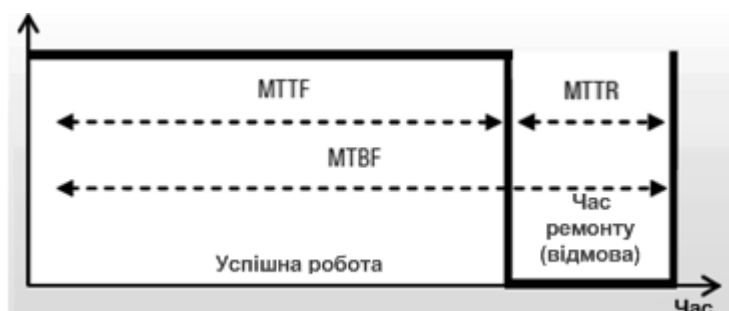 MTTF
MTTR
MTBF
Час
ремонту
(відмова)
Успішна робота
Час